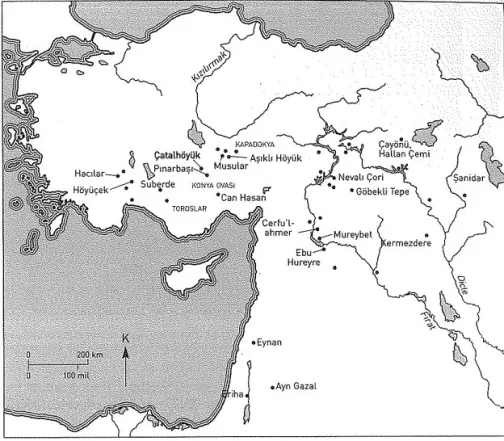 Kızılırmak
KAPADOKYA
Çatalhöyük
Pınarbaşı
Musular
Aşıklı Höyük
Çayönü,
Hallan Çemi
Hacılar
Höyüçek
Suberde
KONYA OVASI
Can Hasan
TOROSLAR
Nevalı Çori
Göbekli Tepe
Şanidar
Cerfu'l-
ahmer
Mureybet
Ebu
Hureyre
Kermezdere
Dicle
Fırat
K
0 200 km
0 100 mil
Eynan
Ayn Gazal
Eriha